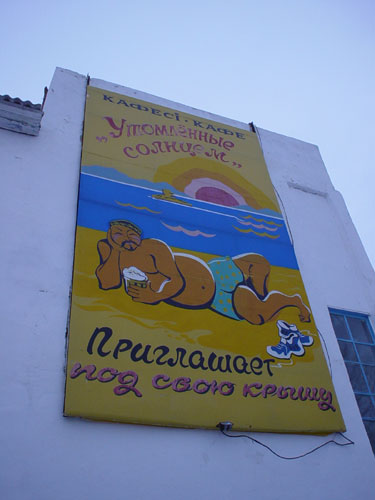 КАФЕСІ · КАФЕ
„Утомлённые
солнцем"
Приглашает
под свою крышу